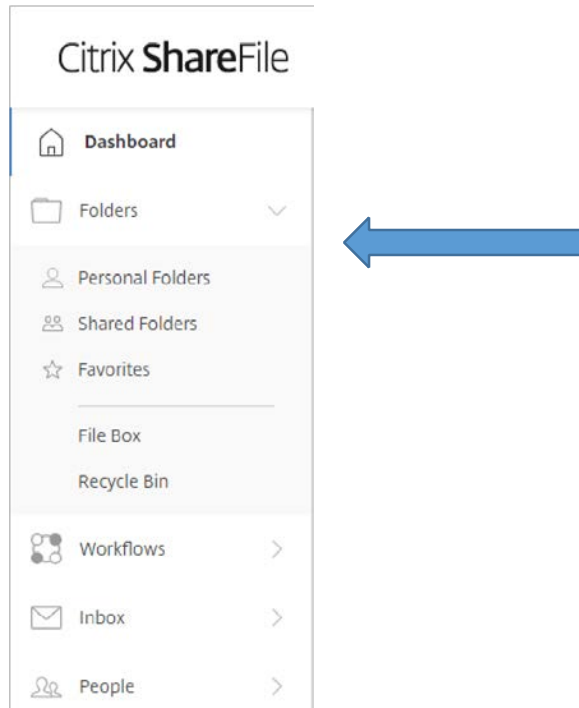 Citrix ShareFile
Dashboard
Folders
Personal Folders
Shared Folders
Favorites
File Box
Recycle Bin
Workflows
Inbox
People